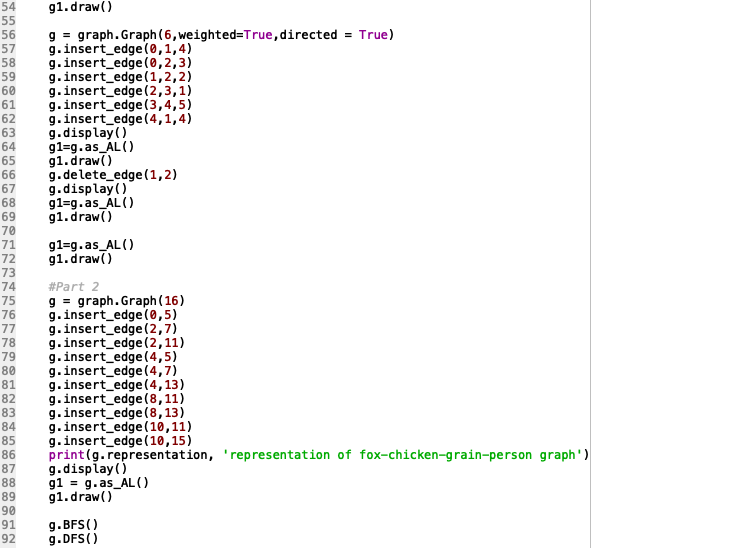 54 g1.draw()
55
56 g = graph.Graph(6,weighted=True,directed = True)
57 g.insert_edge(0,1,4)
58 g.insert_edge(0,2,3)
59 g.insert_edge(1,2,2)
60 g.insert_edge(2,3,1)
61 g.insert_edge(3,4,5)
62 g.insert_edge(4,1,4)
63 g.display()
64 g1=g.as_AL()
65 g1.draw()
66 g.delete_edge(1,2)
67 g.display()
68 g1=g.as_AL()
69 g1.draw()
70
71 g1=g.as_AL()
72 g1.draw()
73
74 #Part 2
75 g = graph.Graph(16)
76 g.insert_edge(0,5)
77 g.insert_edge(2,7)
78 g.insert_edge(2,11)
79 g.insert_edge(4,5)
80 g.insert_edge(4,7)
81 g.insert_edge(4,13)
82 g.insert_edge(8,11)
83 g.insert_edge(8,13)
84 g.insert_edge(10,11)
85 g.insert_edge(10,15)
86 print(g.representation, 'representation of fox-chicken-grain-person graph')
87 g.display()
88 g1 = g.as_AL()
89 g1.draw()
90
91 g.BFS()
92 g.DFS()